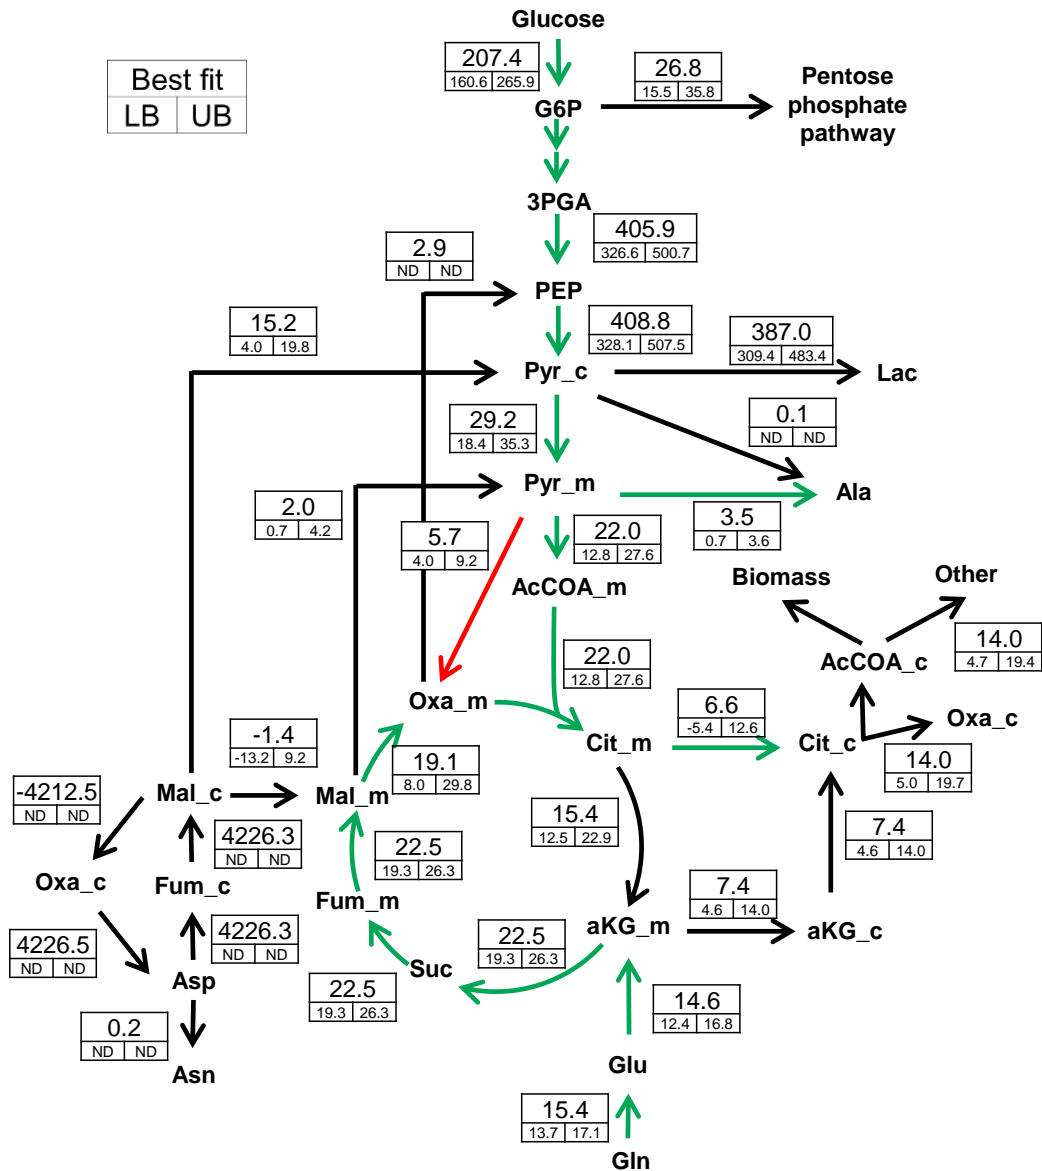 Glucose
207.4
160.6 265.9
Best fit
LB UB
26.8
15.5 35.8
Pentose
phosphate
pathway
G6P
3PGA
405.9
326.6 500.7
2.9
ND ND
PEP
15.2
4.0 19.8
408.8
328.1 507.5
387.0
309.4 483.4
Pyr_c
Lac
29.2
18.4 35.3
0.1
ND ND
Pyr_m
Ala
2.0
0.7 4.2
5.7
4.0 9.2
22.0
12.8 27.6
3.5
0.7 3.6
AcCOA_m
Biomass
Other
22.0
12.8 27.6
14.0
4.7 19.4
AcCOA_c
Oxa_m
6.6
-5.4 12.6
Oxa_c
-1.4
-13.2 9.2
19.1
8.0 29.8
Cit_m
Cit_c
14.0
5.0 19.7
-4212.5
ND ND
Mal_c
Mal_m
15.4
12.5 22.9
7.4
4.6 14.0
4226.3
ND ND
22.5
19.3 26.3
Oxa_c
Fum_c
Fum_m
7.4
4.6 14.0
aKG_m
aKG_c
4226.5
ND ND
4226.3
ND ND
22.5
19.3 26.3
Asp
Suc
22.5
19.3 26.3
14.6
12.4 16.8
0.2
ND ND
Asn
Glu
15.4
13.7 17.1
Gln